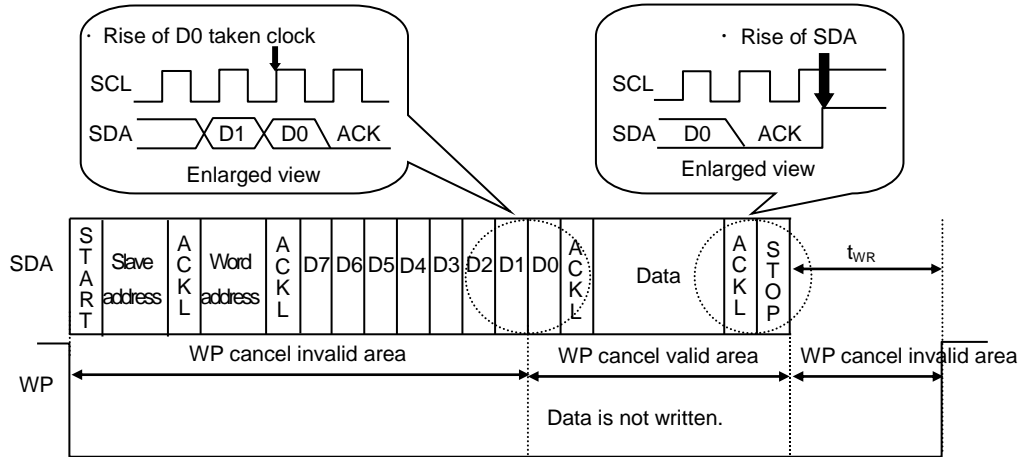 · Rise of D0 taken clock
SCL
SDA D1 D0 ACK
Enlarged view
· Rise of SDA
SCL
SDA D0 ACK
Enlarged view
SDA START Slave address ACKL Word address ACKL D7 D6 D5 D4 D3 D2 D1 D0 ACKL Data ACKL STOP tWR
WP cancel invalid area WP cancel valid area WP cancel invalid area
WP
Data is not written.